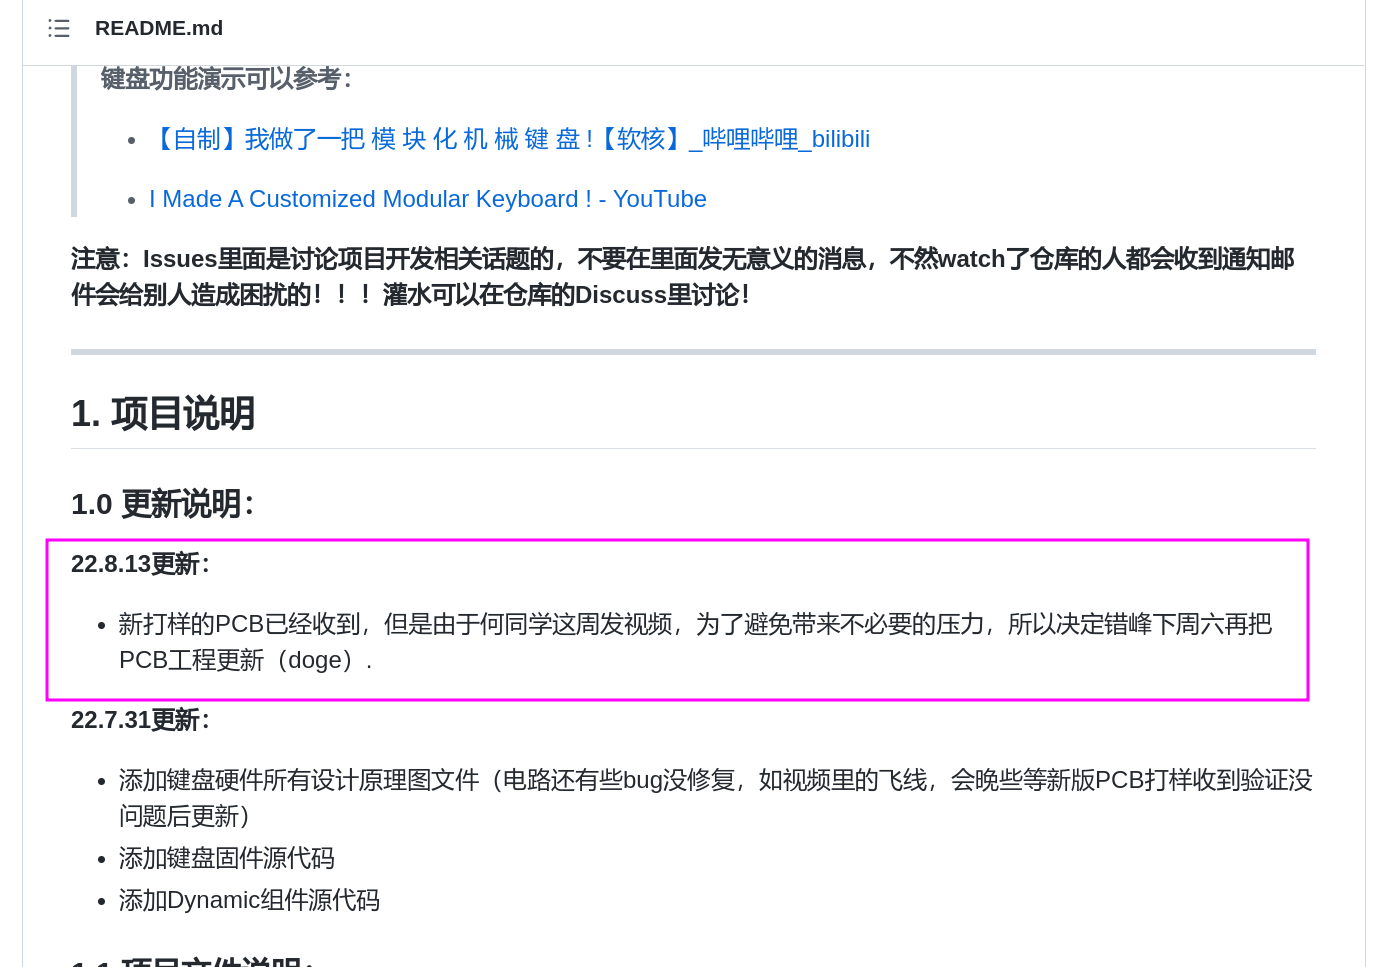 README.md
键盘功能演示可以参考：
【自制】我做了一把 模 块 化 机 械 键 盘 !【软核】_哔哩哔哩_bilibili
I Made A Customized Modular Keyboard ! - YouTube
注意：Issues里面是讨论项目开发相关话题的，不要在里面发无意义的消息，不然watch了仓库的人都会收到通知邮
件会给别人造成困扰的！！！灌水可以在仓库的Discuss里讨论！
1. 项目说明
1.0 更新说明：
22.8.13更新：
新打样的PCB已经收到，但是由于何同学这周发视频，为了避免带来不必要的压力，所以决定错峰下周六再把
PCB工程更新（doge）.
22.7.31更新：
添加键盘硬件所有设计原理图文件（电路还有些bug没修复，如视频里的飞线，会晚些等新版PCB打样收到验证没
问题后更新）
添加键盘固件源代码
添加Dynamic组件源代码
1.1 项目文件说明：